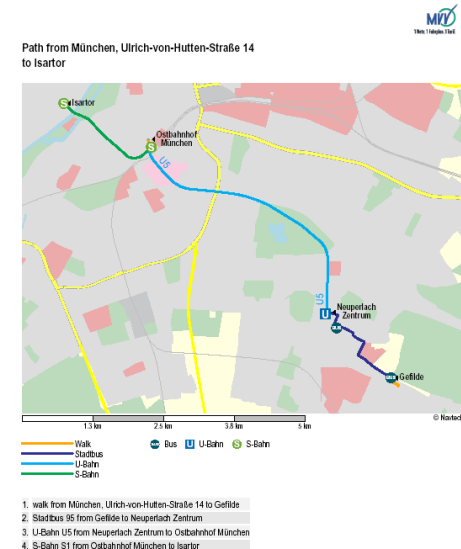 MVV
Path from München, Ulrich-von-Hutten-Straße 14
to Isartor
S Isartor
Ostbahnhof
München
S
U5
U5
U
Neuperlach
Zentrum
BUS
BUS
Gefilde
1.3 km
2.5 km
3.8 km
5 km
© Navteq
Walk
Stadtbus
U-Bahn
S-Bahn
BUS Bus
U U-Bahn
S S-Bahn
1. walk from München, Ulrich-von-Hutten-Straße 14 to Gefilde
2. Stadtbus 95 from Gefilde to Neuperlach Zentrum
3. U-Bahn U5 from Neuperlach Zentrum to Ostbahnhof München
4. S-Bahn S1 from Ostbahnhof München to Isartor